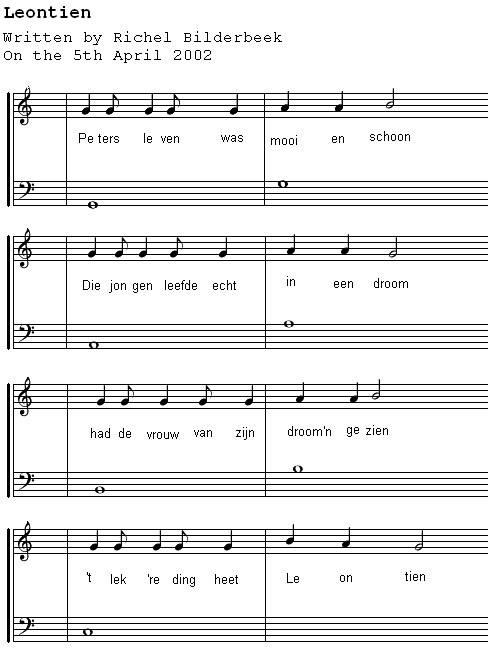 Leontien
Written by Richel Bilderbeek
On the 5th April 2002
Pe ters le ven was mooi en schoon
Die jon gen leefde echt in een droom
had de vrouw van zijn droom'n ge zien
't lek 're ding heet Le on tien